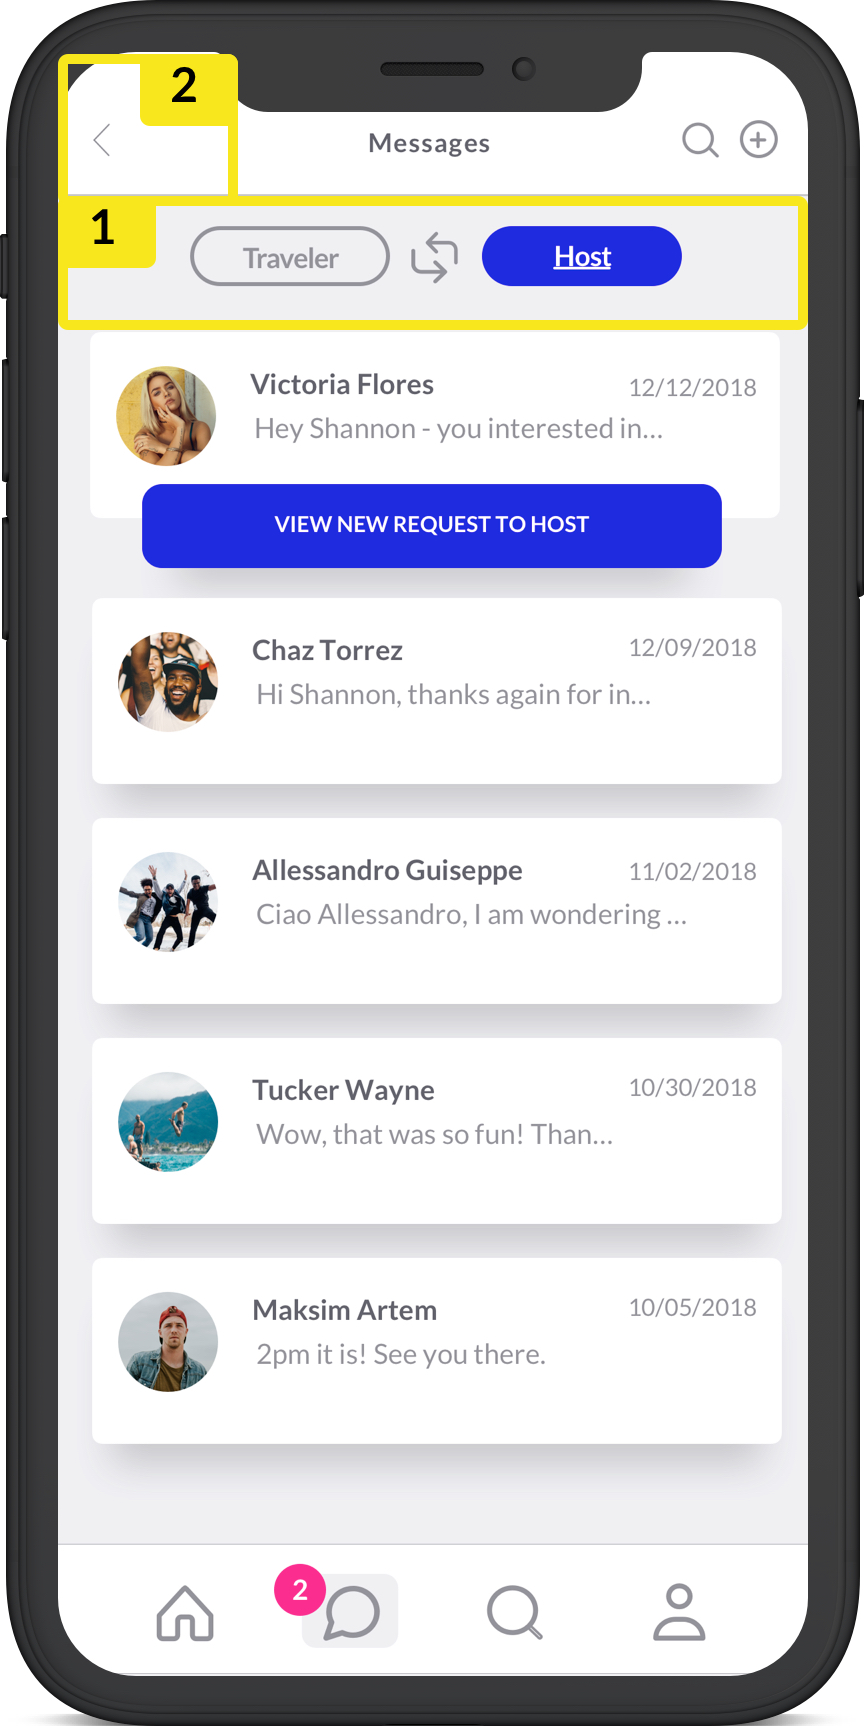 2
Messages
1
Traveler
Host
Victoria Flores
12/12/2018
Hey Shannon - you interested in...
VIEW NEW REQUEST TO HOST
Chaz Torrez
12/09/2018
Hi Shannon, thanks again for in...
Allessandro Guiseppe
11/02/2018
Ciao Allessandro, I am wondering ...
Tucker Wayne
10/30/2018
Wow, that was so fun! Than...
Maksim Artem
10/05/2018
2pm it is! See you there.
2